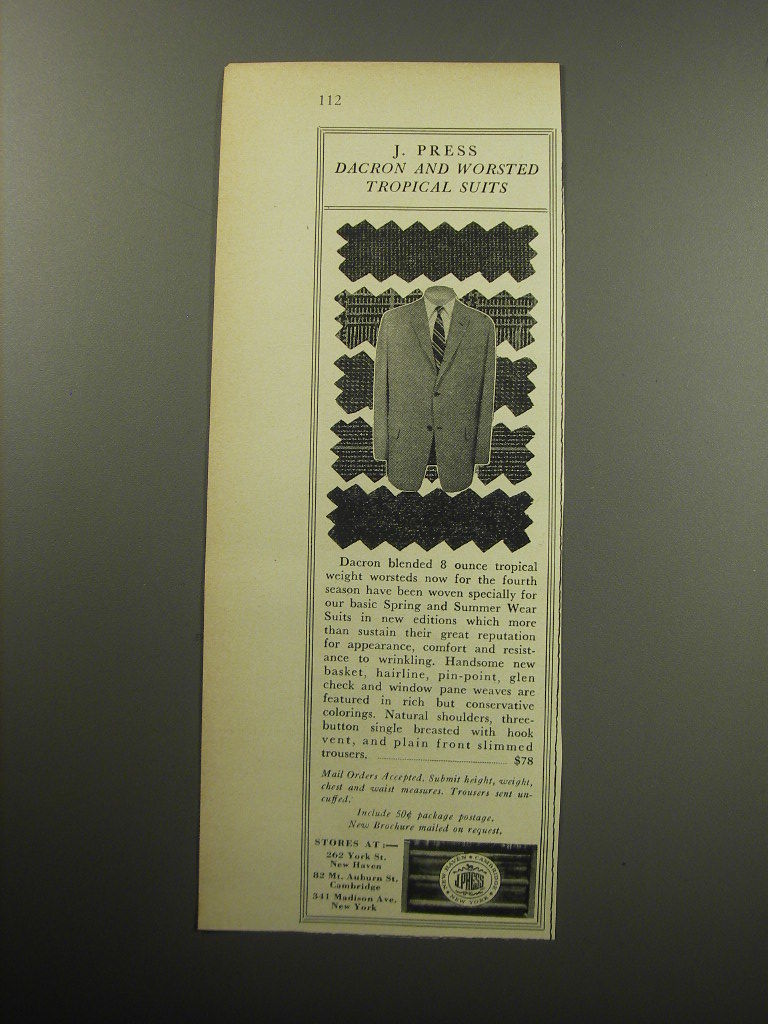 112
J. PRESS
DACRON AND WORSTED
TROPICAL SUITS
Dacron blended 8 ounce tropical
weight worsteds now for the fourth
season have been woven specially for
our basic Spring and Summer Wear
Suits in new editions which more
than sustain their great reputation
for appearance, comfort and resist-
ance to wrinkling. Handsome new
basket, hairline, pin-point, glen
check and window pane weaves are
featured in rich but conservative
colorings. Natural shoulders, three-
button single breasted with hook
vent, and plain front slimmed
trousers. ........................................ $78
Mail Orders Accepted. Submit height, weight,
chest and waist measures. Trousers sent un-
cuffed.
Include 50¢ package postage.
New Brochure mailed on request.
STORES AT:—
262 York St.
New Haven
82 Mt. Auburn St.
Cambridge
341 Madison Ave.
New York
NEW HAVEN • CAMBRIDGE
J. PRESS
• NEW YORK •